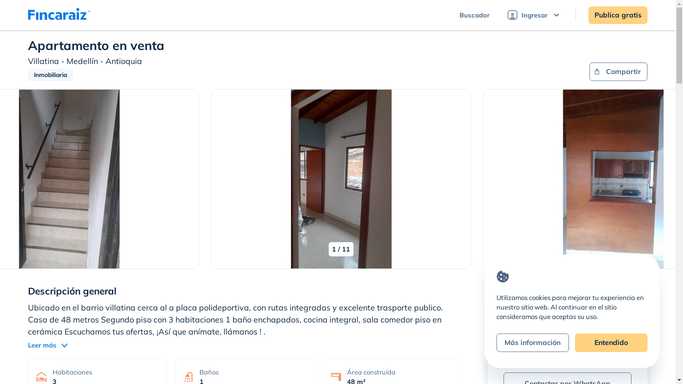 Fincaraiz
Buscador
Ingresar
Publica gratis
Apartamento en venta
Villatina - Medellín - Antioquia
Inmobiliaria
Compartir
1 / 11
Descripción general
Ubicado en el barrio villatina cerca al a placa polideportiva, con rutas integradas y excelente trasporte publico.
Casa de 48 metros Segundo piso con 3 habitaciones 1 baño enchapados, cocina integral, sala comedor piso en
cerámica Escuchamos tus ofertas, ¡Así que anímate, llámanos ! .
Leer más
Habitaciones
3
Baños
1
Área construida
48 m²
Utilizamos cookies para mejorar tu experiencia en
nuestro sitio web. Al continuar en el sitio
consideramos que aceptas su uso.
Más información
Entendido
Contactar por WhatsApp